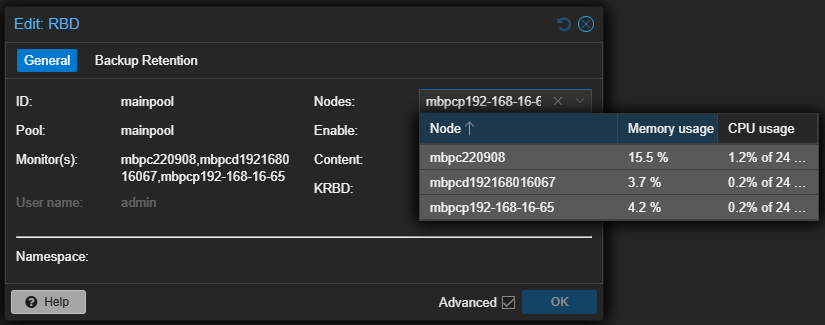 Edit: RBD
General Backup Retention
ID: mainpool Nodes: mbpcp192-168-16-6
Pool: mainpool Enable:
Monitor(s): mbpc220908,mbpcd1921680
16067,mbpcp192-168-16-65
Content:
KRBD:
User name: admin
Node Memory usage CPU usage
mbpc220908 15.5 % 1.2% of 24 ...
mbpcd192168016067 3.7 % 0.2% of 24 ...
mbpcp192-168-16-65 4.2 % 0.2% of 24 ...
Namespace:
Help Advanced OK